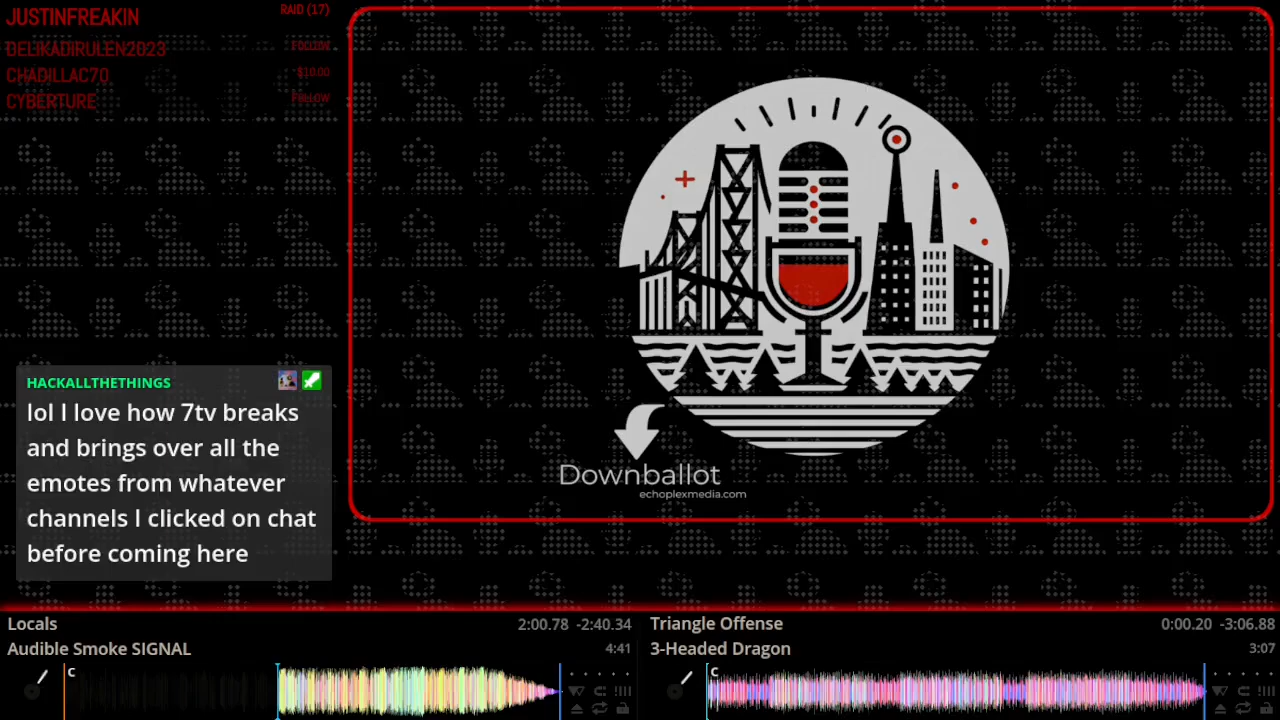 JUSTINFREAKIN RAID (17)
DELIKADIRULEN2023 FOLLOW
CHADILLAC70 $10.00
CYBERTURE FOLLOW
HACKALLTHETHINGS
lol I love how 7tv breaks
and brings over all the
emotes from whatever
channels I clicked on chat
before coming here
Downballot
echoplexmedia.com
Locals 2:00.78 -2:40.34
Audible Smoke SIGNAL 4:41
C
Triangle Offense 0:00.20 -3:06.88
3-Headed Dragon 3:07
C